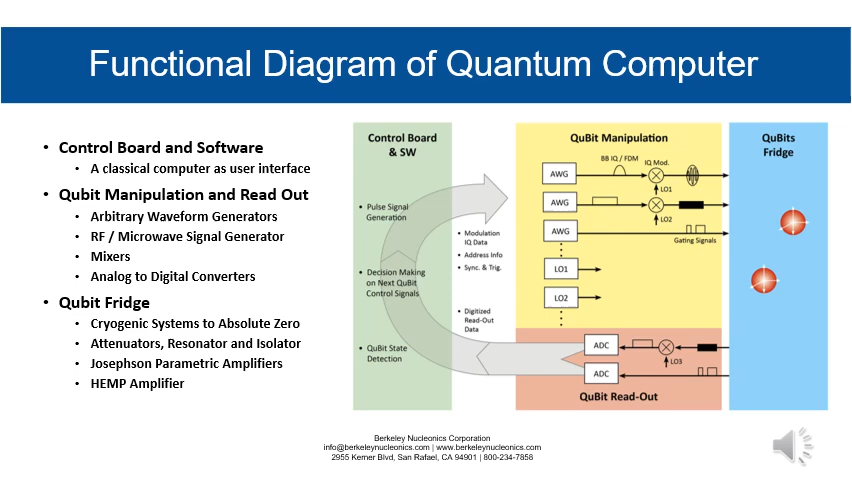 Functional Diagram of Quantum Computer
• Control Board and Software
• A classical computer as user interface
• Qubit Manipulation and Read Out
• Arbitrary Waveform Generators
• RF / Microwave Signal Generator
• Mixers
• Analog to Digital Converters
• Qubit Fridge
• Cryogenic Systems to Absolute Zero
• Attenuators, Resonator and Isolator
• Josephson Parametric Amplifiers
• HEMP Amplifier
Control Board
& SW
• Pulse Signal
Generation
• Decision Making
on Next QuBit
Control Signals
• QuBit State
Detection
• Modulation
IQ Data
• Address Info
• Sync. & Trig.
• Digitized
Read-Out
Data
QuBit Manipulation
BB IQ / FDM
IQ Mod.
AWG
LO1
AWG
LO2
AWG
Gating Signals
LO1
LO2
ADC
LO3
ADC
QuBit Read-Out
QuBits
Fridge
Berkeley Nucleonics Corporation
info@berkeleynucleonics.com | www.berkeleynucleonics.com
2955 Kerner Blvd, San Rafael, CA 94901 | 800-234-7858